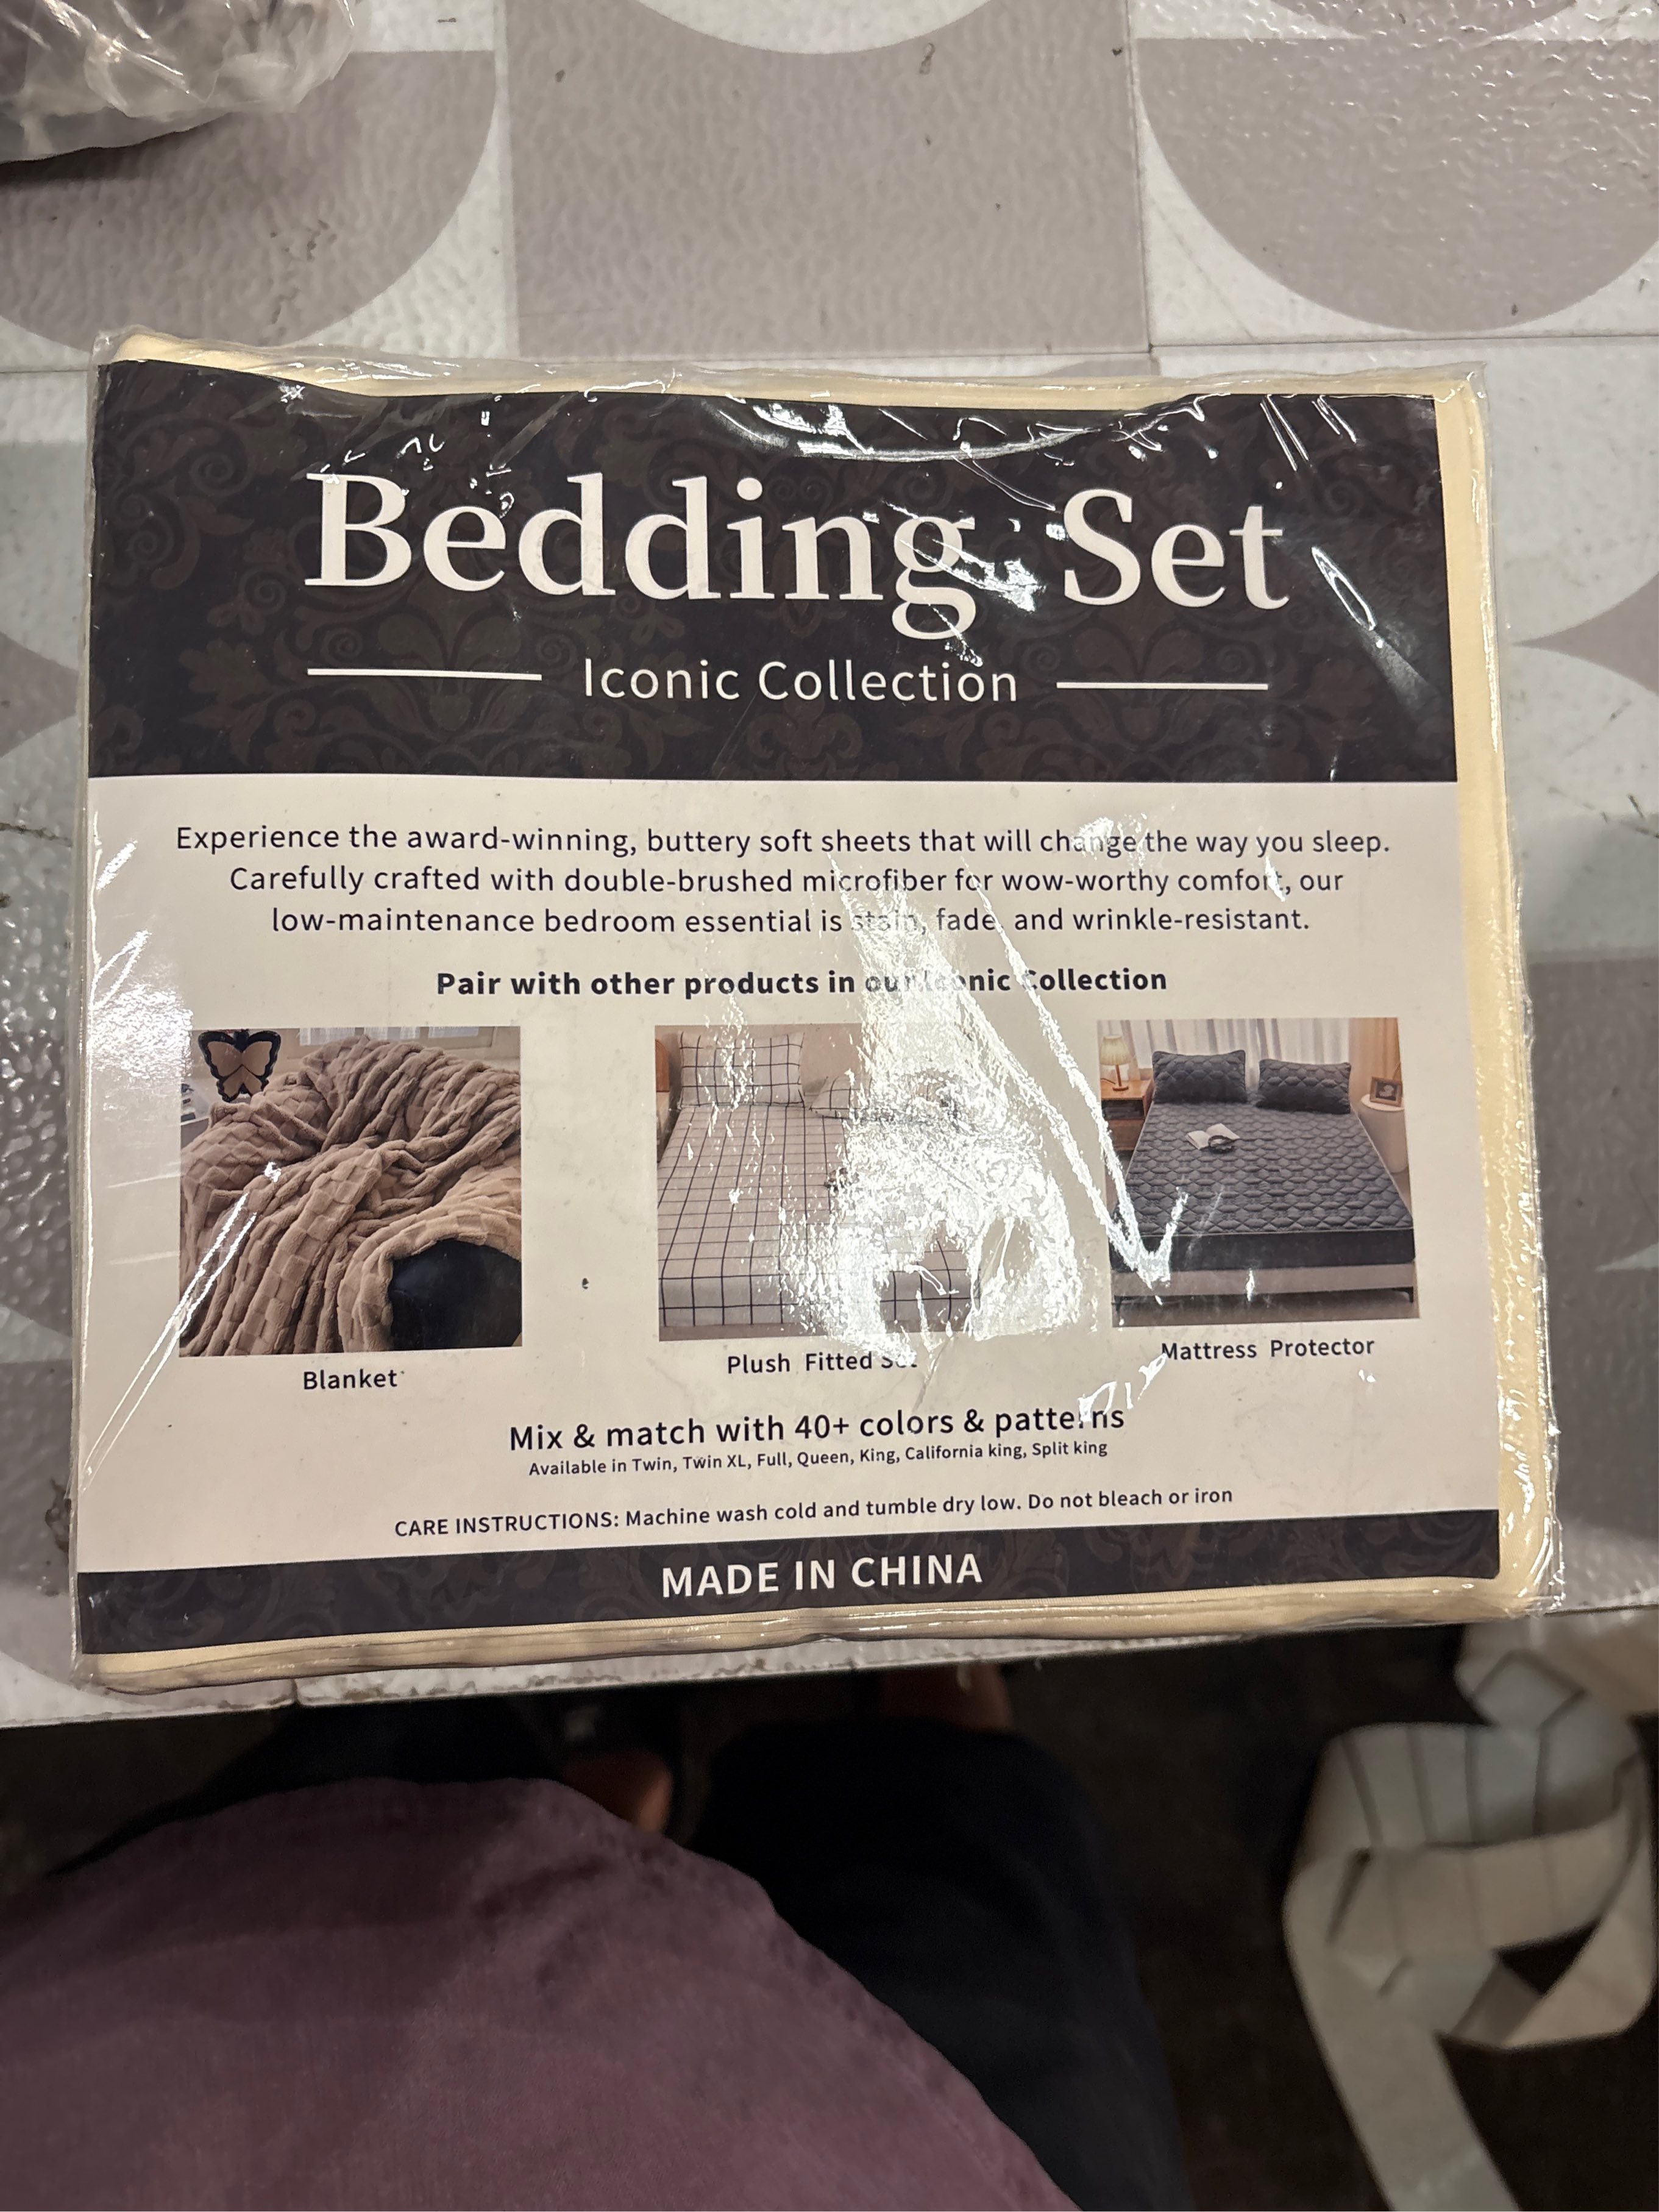 Bedding Set
Iconic Collection
Experience the award-winning, buttery soft sheets that will change the way you sleep.
Carefully crafted with double-brushed microfiber for wow-worthy comfort, our
low-maintenance bedroom essential is stain, fade, and wrinkle-resistant.
Pair with other products in our Iconic Collection
Blanket
Plush Fitted Set
Mattress Protector
Mix & match with 40+ colors & patterns
Available in Twin, Twin XL, Full, Queen, King, California king, Split king
CARE INSTRUCTIONS: Machine wash cold and tumble dry low. Do not bleach or iron
MADE IN CHINA